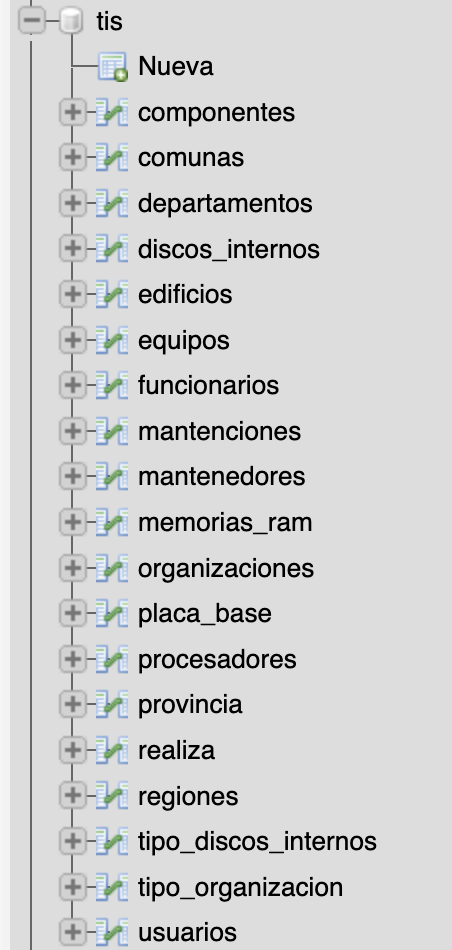 tis
Nueva
componentes
comunas
departamentos
discos_internos
edificios
equipos
funcionarios
mantenciones
mantenedores
memorias_ram
organizaciones
placa_base
procesadores
provincia
realiza
regiones
tipo_discos_internos
tipo_organizacion
usuarios